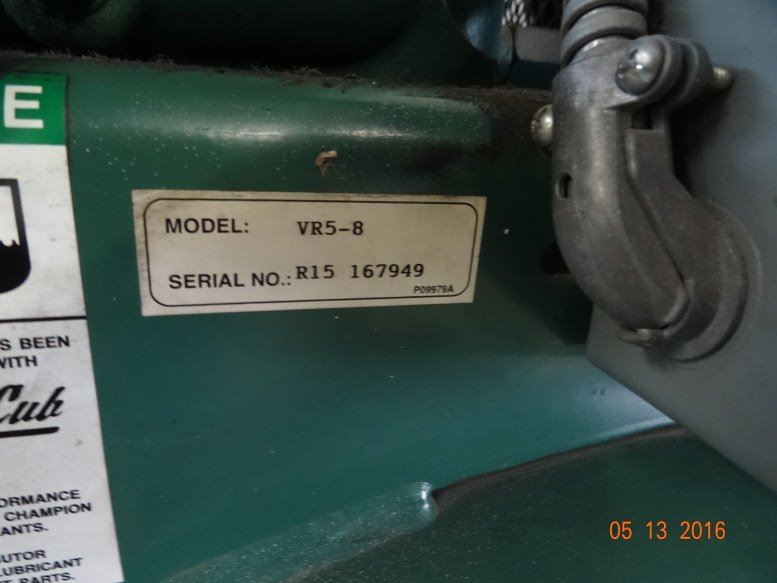 E
MODEL: VR5-8
SERIAL NO.: R15 167949
P09979A
S BEEN
WITH
Cub
ORMANCE
CHAMPION
ANTS.
UTOR
LUBRICANT
T PARTS.
05 13 2016